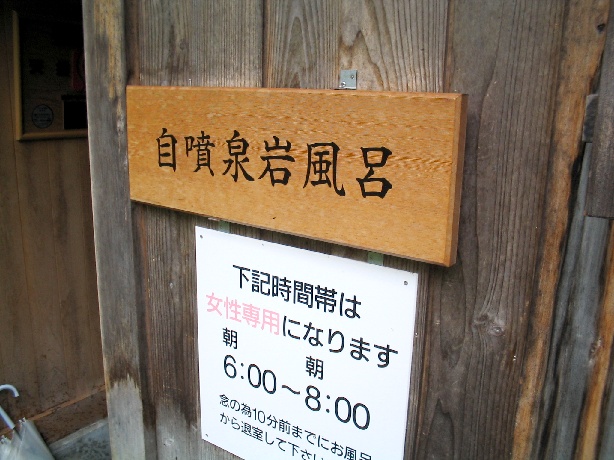 自噴泉岩風呂
下記時間帯は
女性専用になります
朝 朝
6:00～8:00
念の為10分前までにお風呂
から退室して下さい